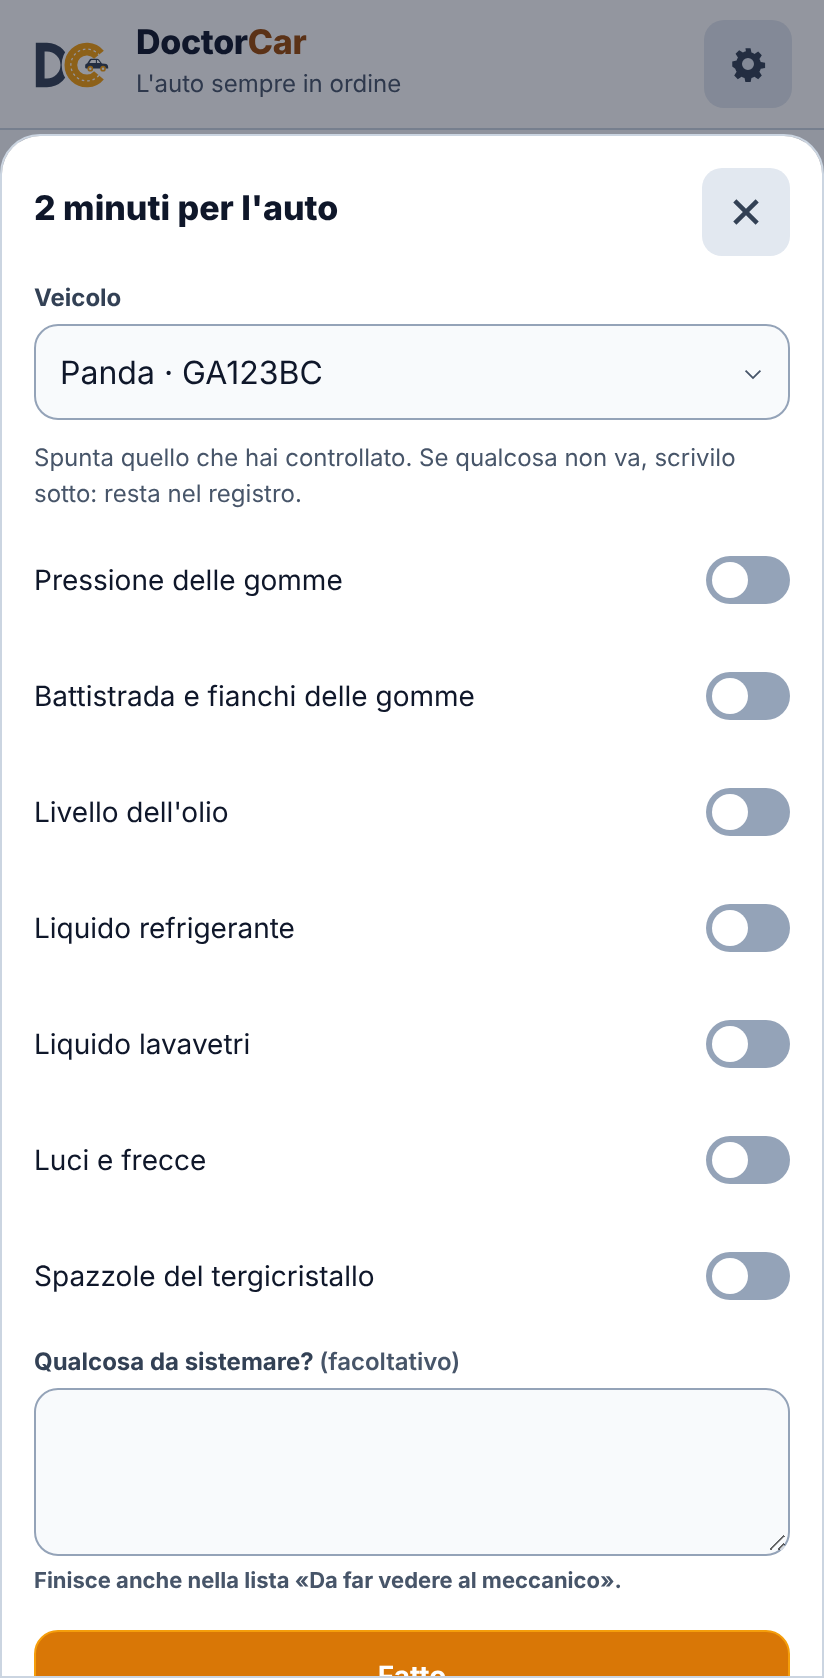 DC
DoctorCar
L'auto sempre in ordine
2 minuti per l'auto
Veicolo
Panda · GA123BC
Spunta quello che hai controllato. Se qualcosa non va, scrivilo
sotto: resta nel registro.
Pressione delle gomme
Battistrada e fianchi delle gomme
Livello dell'olio
Liquido refrigerante
Liquido lavavetri
Luci e frecce
Spazzole del tergicristallo
Qualcosa da sistemare? (facoltativo)
Finisce anche nella lista «Da far vedere al meccanico».
Fatto